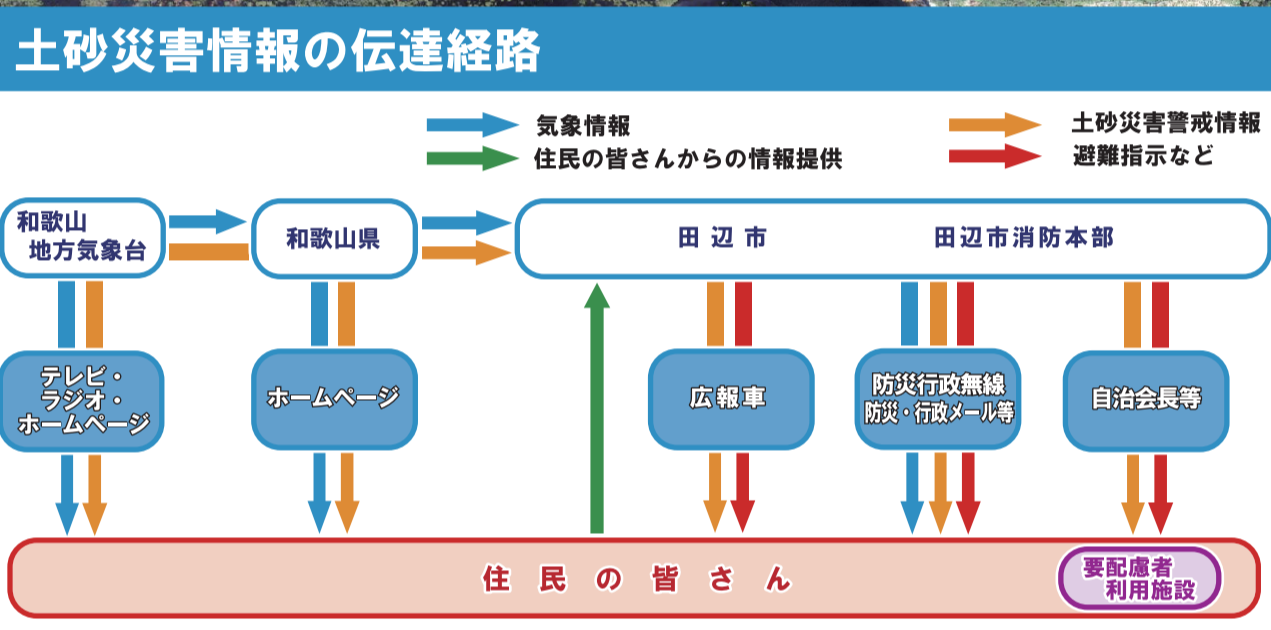 土砂災害情報の伝達経路
気象情報
住民の皆さんからの情報提供
土砂災害警戒情報
避難指示など
和歌山
地方気象台
和歌山県
田辺市
田辺市消防本部
テレビ・
ラジオ・
ホームページ
ホームページ
広報車
防災行政無線
防災・行政メール等
自治会長等
住民の皆さん
要配慮者
利用施設